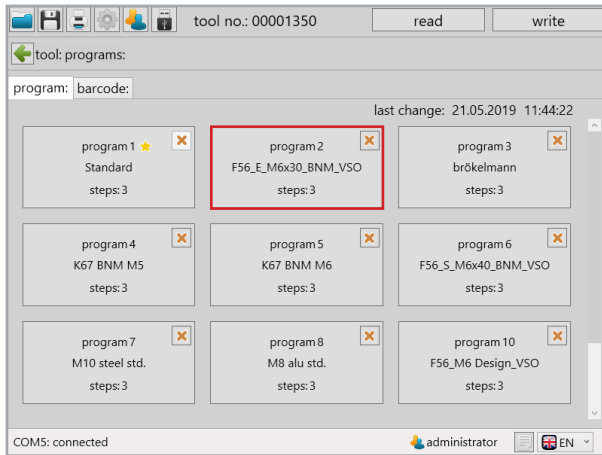 tool no.: 00001350
read
write
tool: programs:
program:
barcode:
last change: 21.05.2019 11:44:22
program 1
Standard
steps: 3
program 2
F56_E_M6x30_BNM_VSO
steps: 3
program 3
brökelmann
steps: 3
program 4
K67 BNM M5
steps: 3
program 5
K67 BNM M6
steps: 3
program 6
F56_S_M6x40_BNM_VSO
steps: 3
program 7
M10 steel std.
steps: 3
program 8
M8 alu std.
steps: 3
program 10
F56_M6 Design_VSO
steps: 3
COM5: connected
administrator
EN